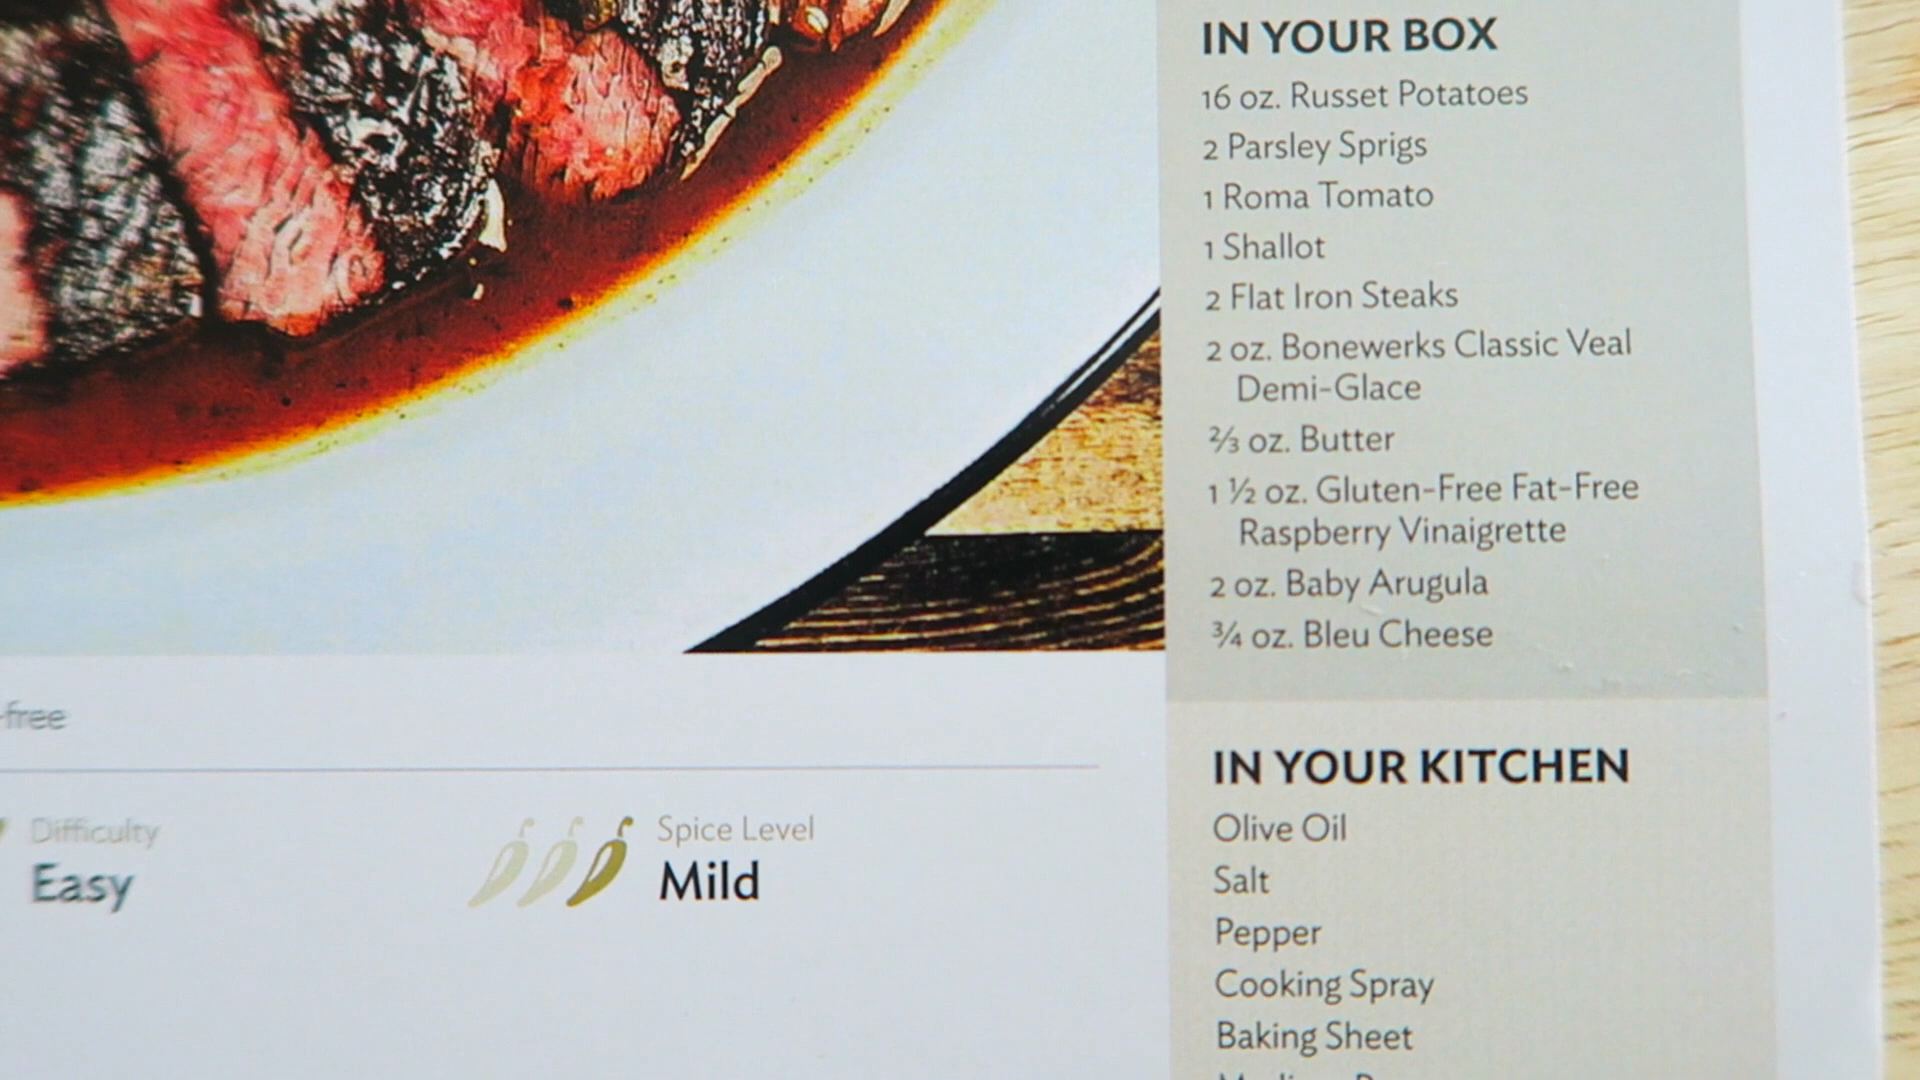 IN YOUR BOX
16 oz. Russet Potatoes
2 Parsley Sprigs
1 Roma Tomato
1 Shallot
2 Flat Iron Steaks
2 oz. Bonewerks Classic Veal
Demi-Glace
⅔ oz. Butter
1 ½ oz. Gluten-Free Fat-Free
Raspberry Vinaigrette
2 oz. Baby Arugula
¾ oz. Bleu Cheese
-free
Difficulty
Easy
Spice Level
Mild
IN YOUR KITCHEN
Olive Oil
Salt
Pepper
Cooking Spray
Baking Sheet